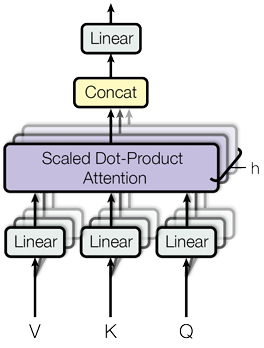 Linear
Concat
Scaled Dot-Product
Attention
h
Linear Linear Linear
V K Q